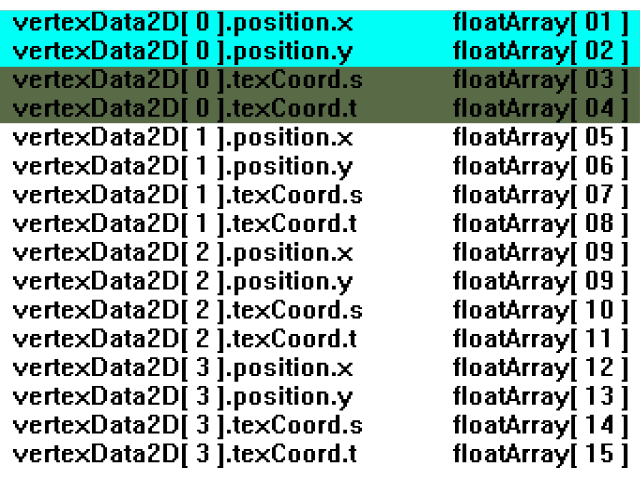 vertexData2D[ 0 ].position.x floatArray[ 01 ]
vertexData2D[ 0 ].position.y floatArray[ 02 ]
vertexData2D[ 0 ].texCoord.s floatArray[ 03 ]
vertexData2D[ 0 ].texCoord.t floatArray[ 04 ]
vertexData2D[ 1 ].position.x floatArray[ 05 ]
vertexData2D[ 1 ].position.y floatArray[ 06 ]
vertexData2D[ 1 ].texCoord.s floatArray[ 07 ]
vertexData2D[ 1 ].texCoord.t floatArray[ 08 ]
vertexData2D[ 2 ].position.x floatArray[ 09 ]
vertexData2D[ 2 ].position.y floatArray[ 09 ]
vertexData2D[ 2 ].texCoord.s floatArray[ 10 ]
vertexData2D[ 2 ].texCoord.t floatArray[ 11 ]
vertexData2D[ 3 ].position.x floatArray[ 12 ]
vertexData2D[ 3 ].position.y floatArray[ 13 ]
vertexData2D[ 3 ].texCoord.s floatArray[ 14 ]
vertexData2D[ 3 ].texCoord.t floatArray[ 15 ]